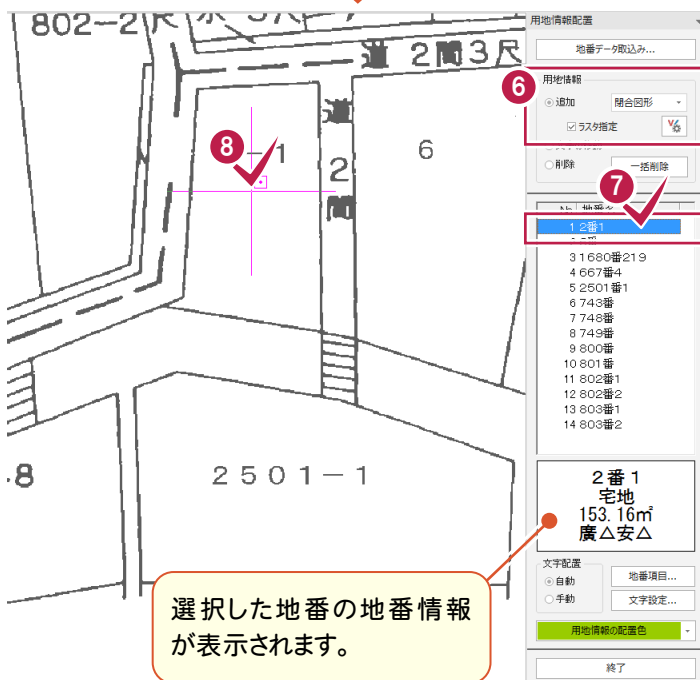 802-2
尺
道 2間3尺
道
2
間
-1
6
8
.8
2501-1
用地情報配置
地番データ取込み...
用地情報
6
追加
閉合図形
ラスタ指定
削除
一括削除
7
No
1 2番1
3 1680番219
4 667番4
5 2501番1
6 743番
7 748番
8 749番
9 800番
10 801番
11 802番1
12 802番2
13 803番1
14 803番2
2番1
宅地
153.16㎡
廣△安△
文字配置
自動
地番項目...
手動
文字設定...
用地情報の配置色
終了
選択した地番の地番情報
が表示されます。